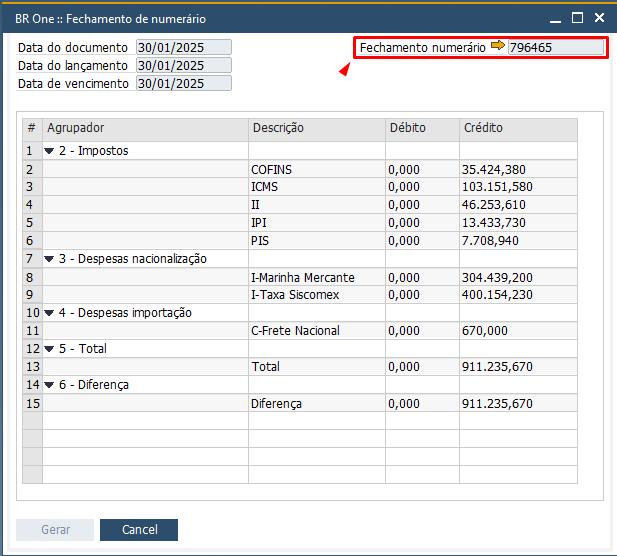 BR One :: Fechamento de numerário
Data do documento 30/01/2025 Fechamento numerário 796465
Data do lançamento 30/01/2025
Data de vencimento 30/01/2025
# Agrupador Descrição Débito Crédito
1 2 - Impostos
2 COFINS 0,000 35.424,380
3 ICMS 0,000 103.151,580
4 II 0,000 46.253,610
5 IPI 0,000 13.433,730
6 PIS 0,000 7.708,940
7 3 - Despesas nacionalização
8 I-Marinha Mercante 0,000 304.439,200
9 I-Taxa Siscomex 0,000 400.154,230
10 4 - Despesas importação
11 C-Frete Nacional 0,000 670,000
12 5 - Total
13 Total 0,000 911.235,670
14 6 - Diferença
15 Diferença 0,000 911.235,670
Gerar Cancel